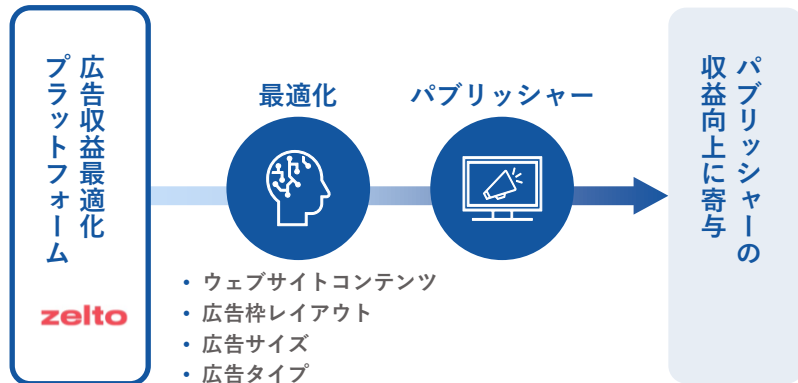 広告収益最適化
プラットフォーム
zelto
最適化
パブリッシャー
・ウェブサイトコンテンツ
・広告枠レイアウト
・広告サイズ
・広告タイプ
パブリッシャーの
収益向上に寄与